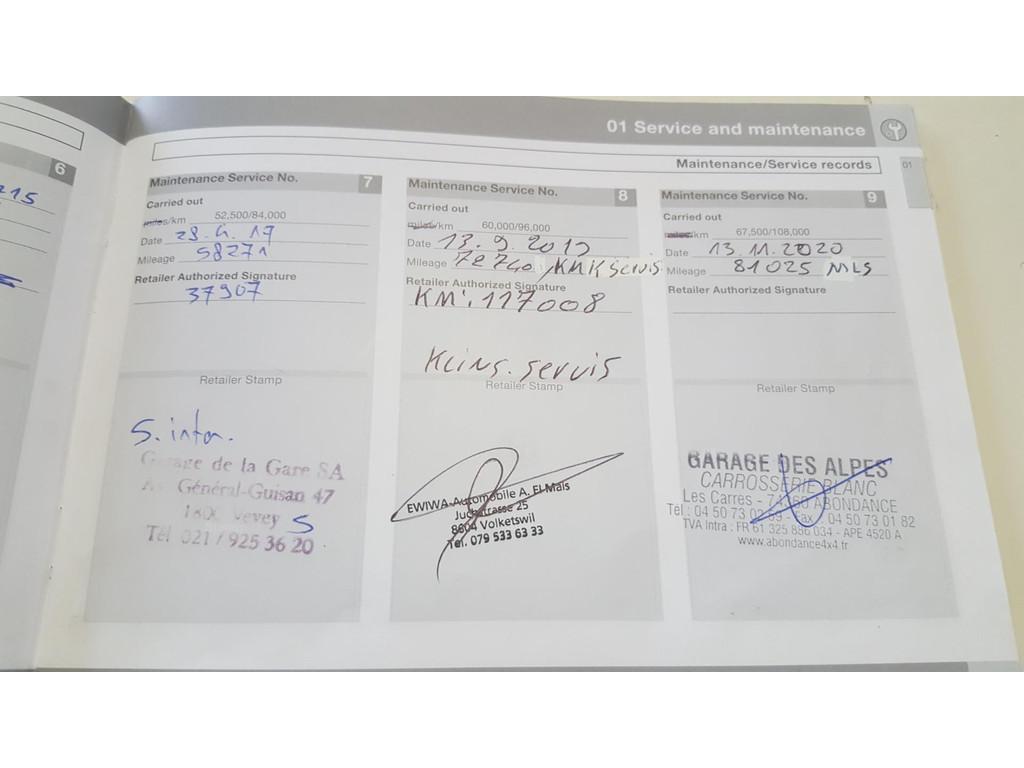 01 Service and maintenance
Maintenance/Service records
01
6
215
Maintenance Service No. 7
Carried out
miles/km 52,500/84,000
Date 28.4.17
Mileage 58271
Retailer Authorized Signature
37907
Retailer Stamp
S. inter.
Garage de la Gare SA
Av. Général-Guisan 47
1800 Vevey 5
Tél 021 / 925 36 20
Maintenance Service No. 8
Carried out
miles/km 60,000/96,000
Date 13.9.2019
Mileage 72740
Retailer Authorized Signature
KM: 117008
Servis
Retailer Stamp
EWIWA-Automobile A. El Mais
Juchstrasse 25
8604 Volketswil
Tel. 079 533 63 33
Maintenance Service No. 9
Carried out
miles/km 67,500/108,000
Date 13.11.2020
Mileage 81025 MLS
Retailer Authorized Signature
Retailer Stamp
GARAGE DES ALPES
CARROSSERIE BLANC
Les Carres - 74360 ABONDANCE
Tel : 04 50 73 02 69 - Fax : 04 50 73 01 82
TVA Intra : FR 61 325 856 034 - APE 4520 A
www.abondance4x4.fr